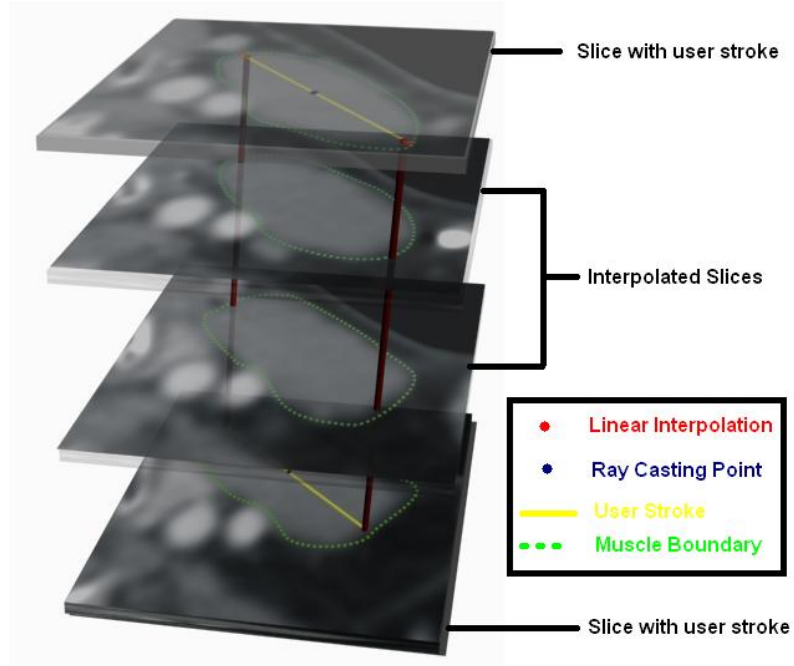 Slice with user stroke
Interpolated Slices
Linear Interpolation
Ray Casting Point
User Stroke
Muscle Boundary
Slice with user stroke